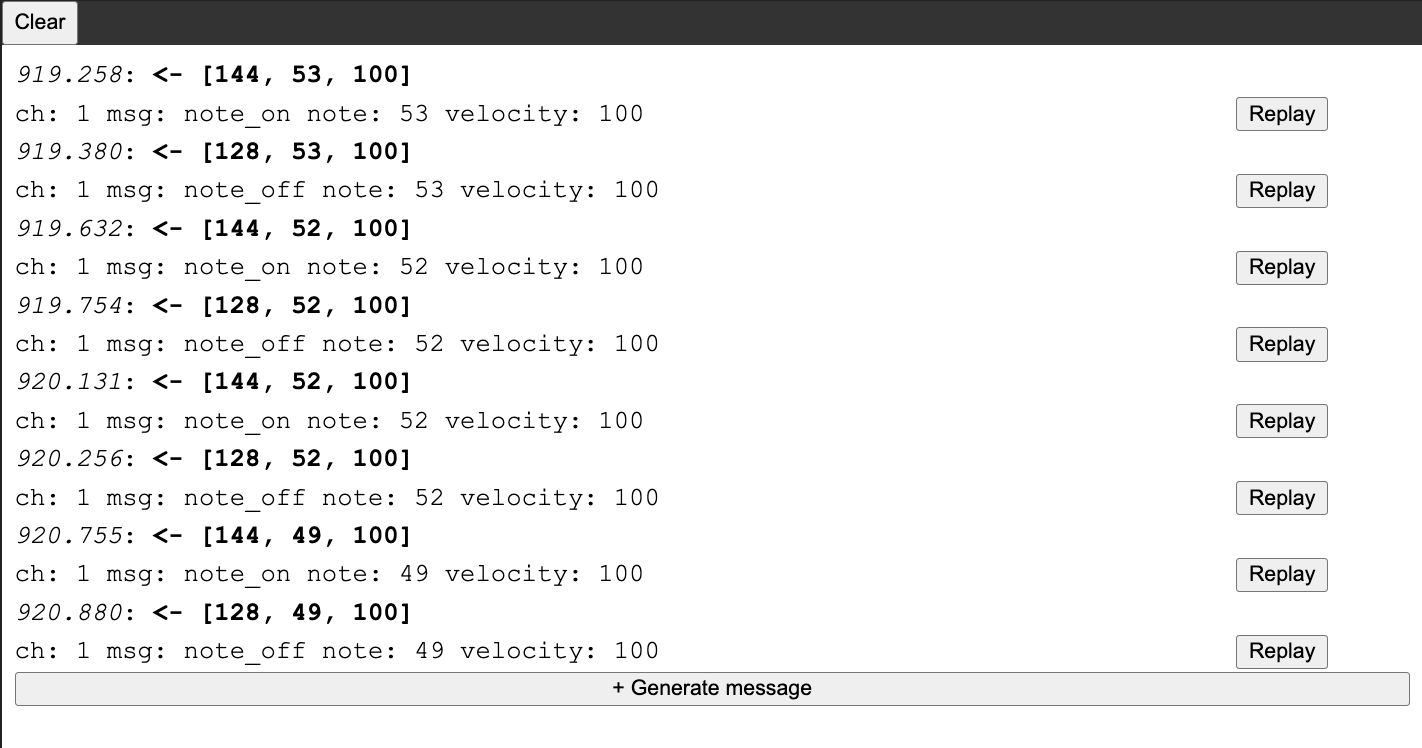 Clear
919.258: <- [144, 53, 100]
ch: 1 msg: note_on note: 53 velocity: 100 Replay
919.380: <- [128, 53, 100]
ch: 1 msg: note_off note: 53 velocity: 100 Replay
919.632: <- [144, 52, 100]
ch: 1 msg: note_on note: 52 velocity: 100 Replay
919.754: <- [128, 52, 100]
ch: 1 msg: note_off note: 52 velocity: 100 Replay
920.131: <- [144, 52, 100]
ch: 1 msg: note_on note: 52 velocity: 100 Replay
920.256: <- [128, 52, 100]
ch: 1 msg: note_off note: 52 velocity: 100 Replay
920.755: <- [144, 49, 100]
ch: 1 msg: note_on note: 49 velocity: 100 Replay
920.880: <- [128, 49, 100]
ch: 1 msg: note_off note: 49 velocity: 100 Replay
+ Generate message